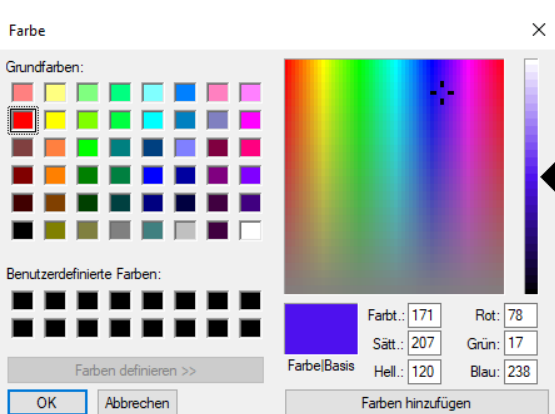 Farbe
Grundfarben:
Benutzerdefinierte Farben:
Farben definieren >>
OK
Abbrechen
Farbe|Basis
Farbt.: 171
Sätt.: 207
Hell.: 120
Rot: 78
Grün: 17
Blau: 238
Farben hinzufügen